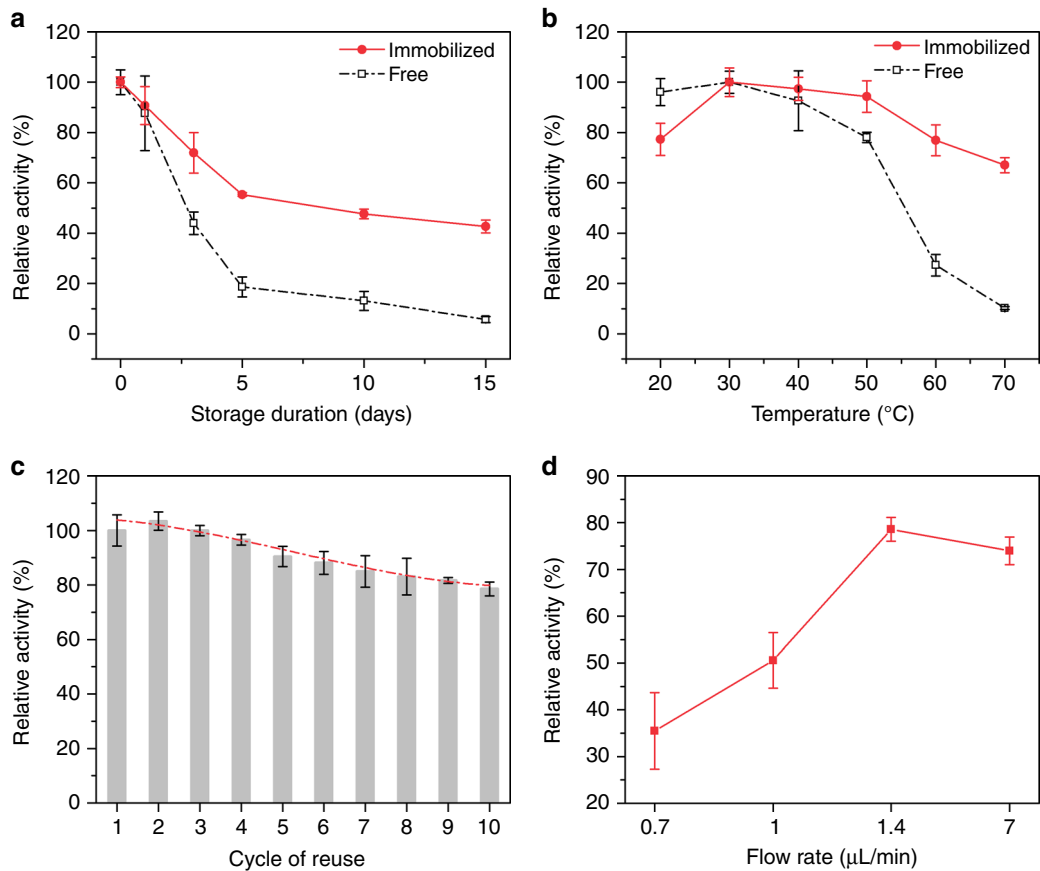 a
120
100
80
60
40
20
0
Relative activity (%)
Immobilized
Free
0 5 10 15
Storage duration (days)
b
120
100
80
60
40
20
0
Relative activity (%)
Immobilized
Free
20 30 40 50 60 70
Temperature (°C)
c
120
100
80
60
40
20
0
Relative activity (%)
1 2 3 4 5 6 7 8 9 10
Cycle of reuse
d
90
80
70
60
50
40
30
20
Relative activity (%)
0.7 1 1.4 7
Flow rate (μL/min)